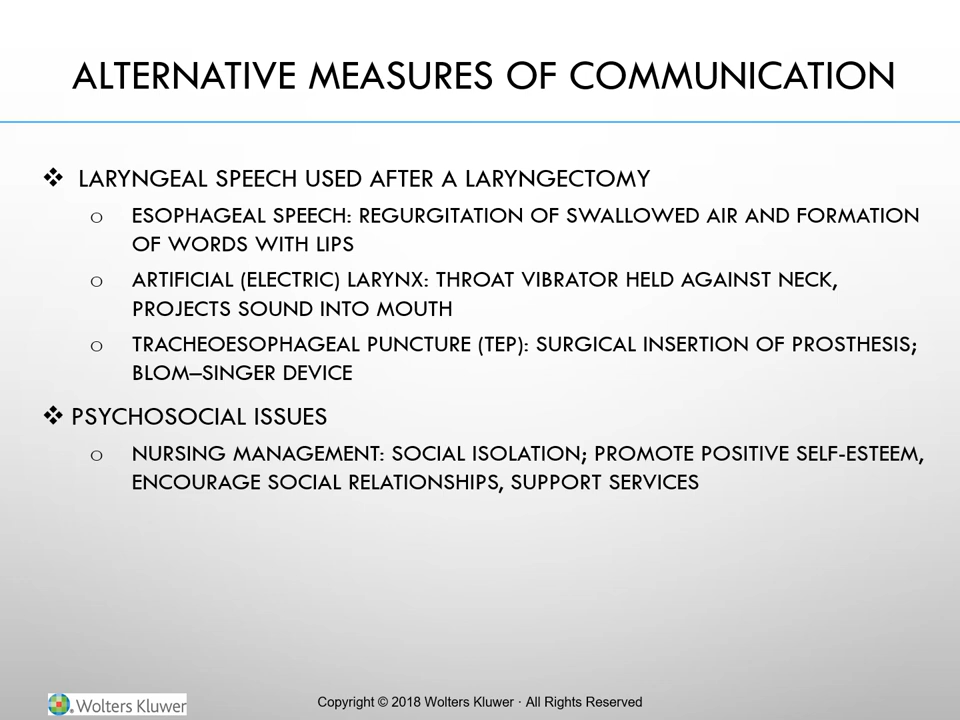 ALTERNATIVE MEASURES OF COMMUNICATION
❖ LARYNGEAL SPEECH USED AFTER A LARYNGECTOMY
o ESOPHAGEAL SPEECH: REGURGITATION OF SWALLOWED AIR AND FORMATION
OF WORDS WITH LIPS
o ARTIFICIAL (ELECTRIC) LARYNX: THROAT VIBRATOR HELD AGAINST NECK,
PROJECTS SOUND INTO MOUTH
o TRACHEOESOPHAGEAL PUNCTURE (TEP): SURGICAL INSERTION OF PROSTHESIS;
BLOM–SINGER DEVICE
❖ PSYCHOSOCIAL ISSUES
o NURSING MANAGEMENT: SOCIAL ISOLATION; PROMOTE POSITIVE SELF-ESTEEM,
ENCOURAGE SOCIAL RELATIONSHIPS, SUPPORT SERVICES
Wolters Kluwer
Copyright © 2018 Wolters Kluwer · All Rights Reserved